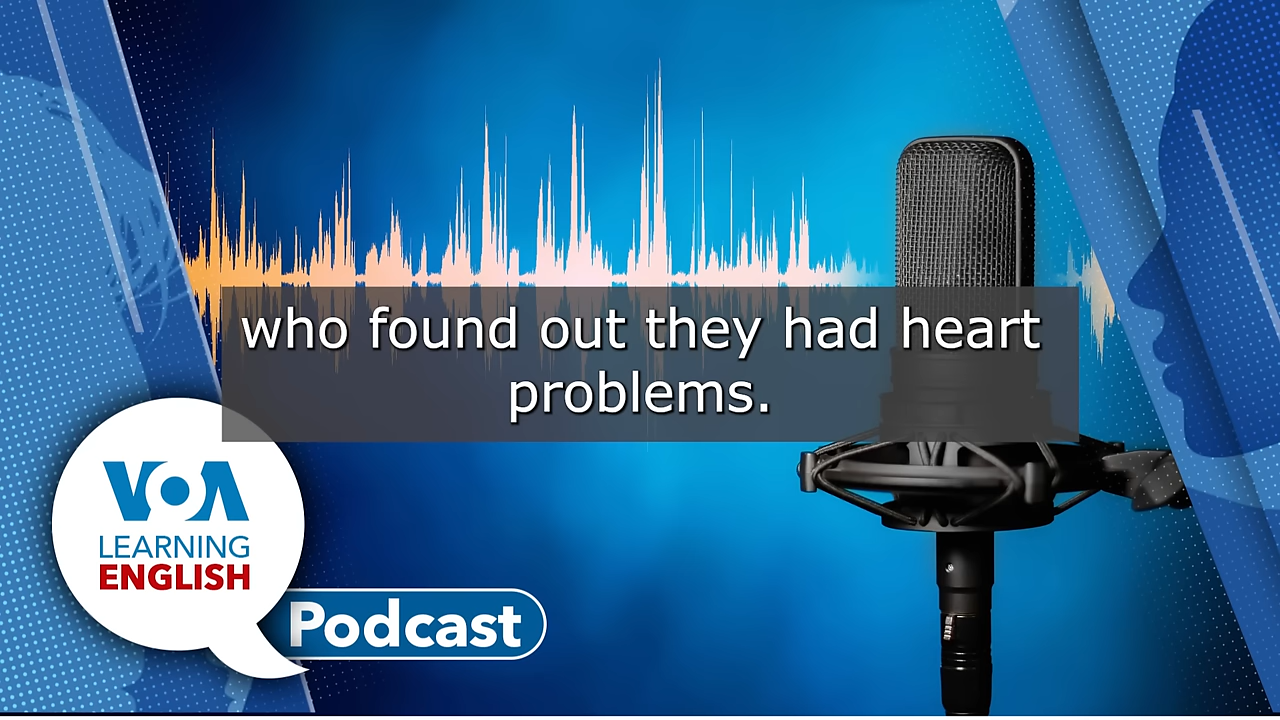 who found out they had heart
problems.
VOA
LEARNING
ENGLISH
Podcast